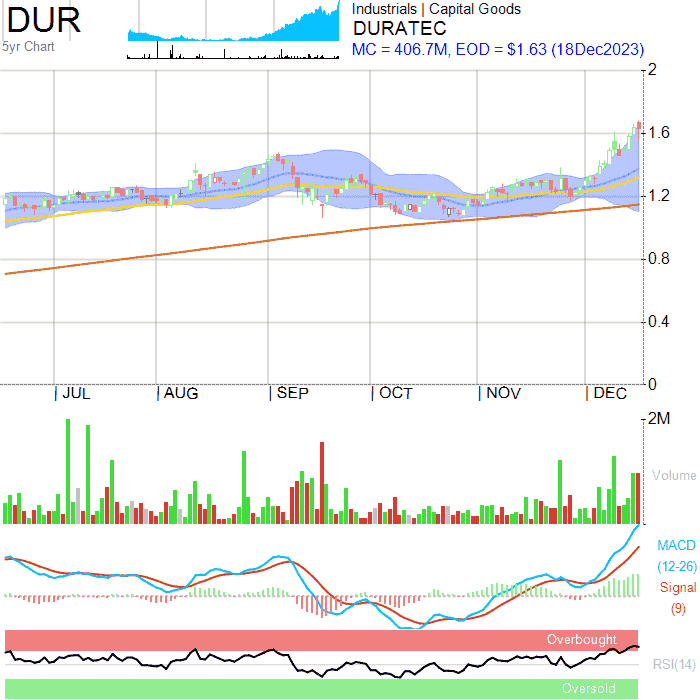 DUR
5yr Chart
Industrials | Capital Goods
DURATEC
MC = 406.7M, EOD = $1.63 (18Dec2023)
2
1.6
1.2
0.8
0.4
0
JUL
AUG
SEP
OCT
NOV
DEC
2M
Volume
MACD
(12-26)
Signal
(9)
Overbought
RSI(14)
Oversold